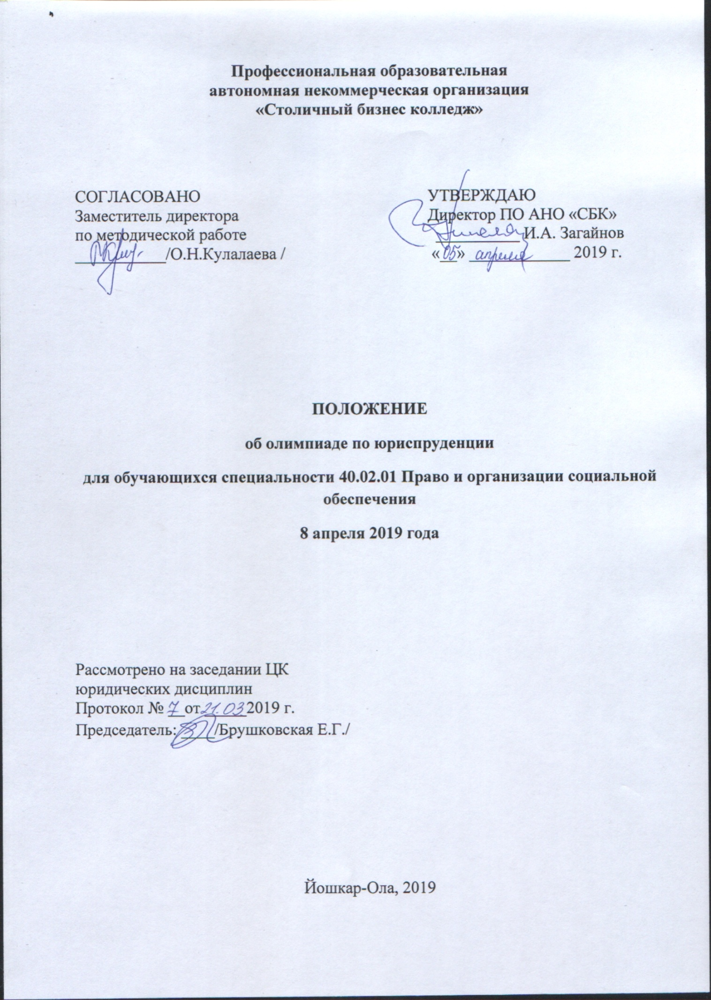 Профессиональная образовательная
автономная некоммерческая организация
«Столичный бизнес колледж»
СОГЛАСОВАНО
Заместитель директора
по методической работе
/О.Н.Кулалаева /
УТВЕРЖДАЮ
Директор ПО АНО «СБК»
И.А. Загайнов
«05» апреля 2019 г.
ПОЛОЖЕНИЕ
об олимпиаде по юриспруденции
для обучающихся специальности 40.02.01 Право и организации социальной
обеспечения
8 апреля 2019 года
Рассмотрено на заседании ЦК
юридических дисциплин
Протокол № 7 от 21.03.2019 г.
Председатель: /Брушковская Е.Г./
Йошкар-Ола, 2019